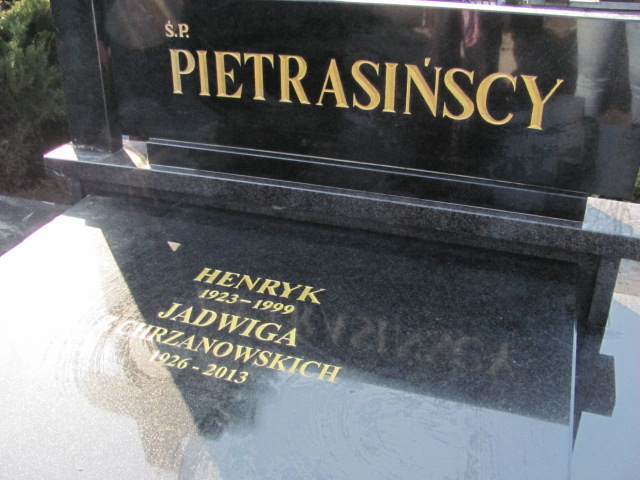 Ś.P.
PIETRASIŃSCY
HENRYK
1923-1999
JADWIGA
Z CHRZANOWSKICH
1926-2013